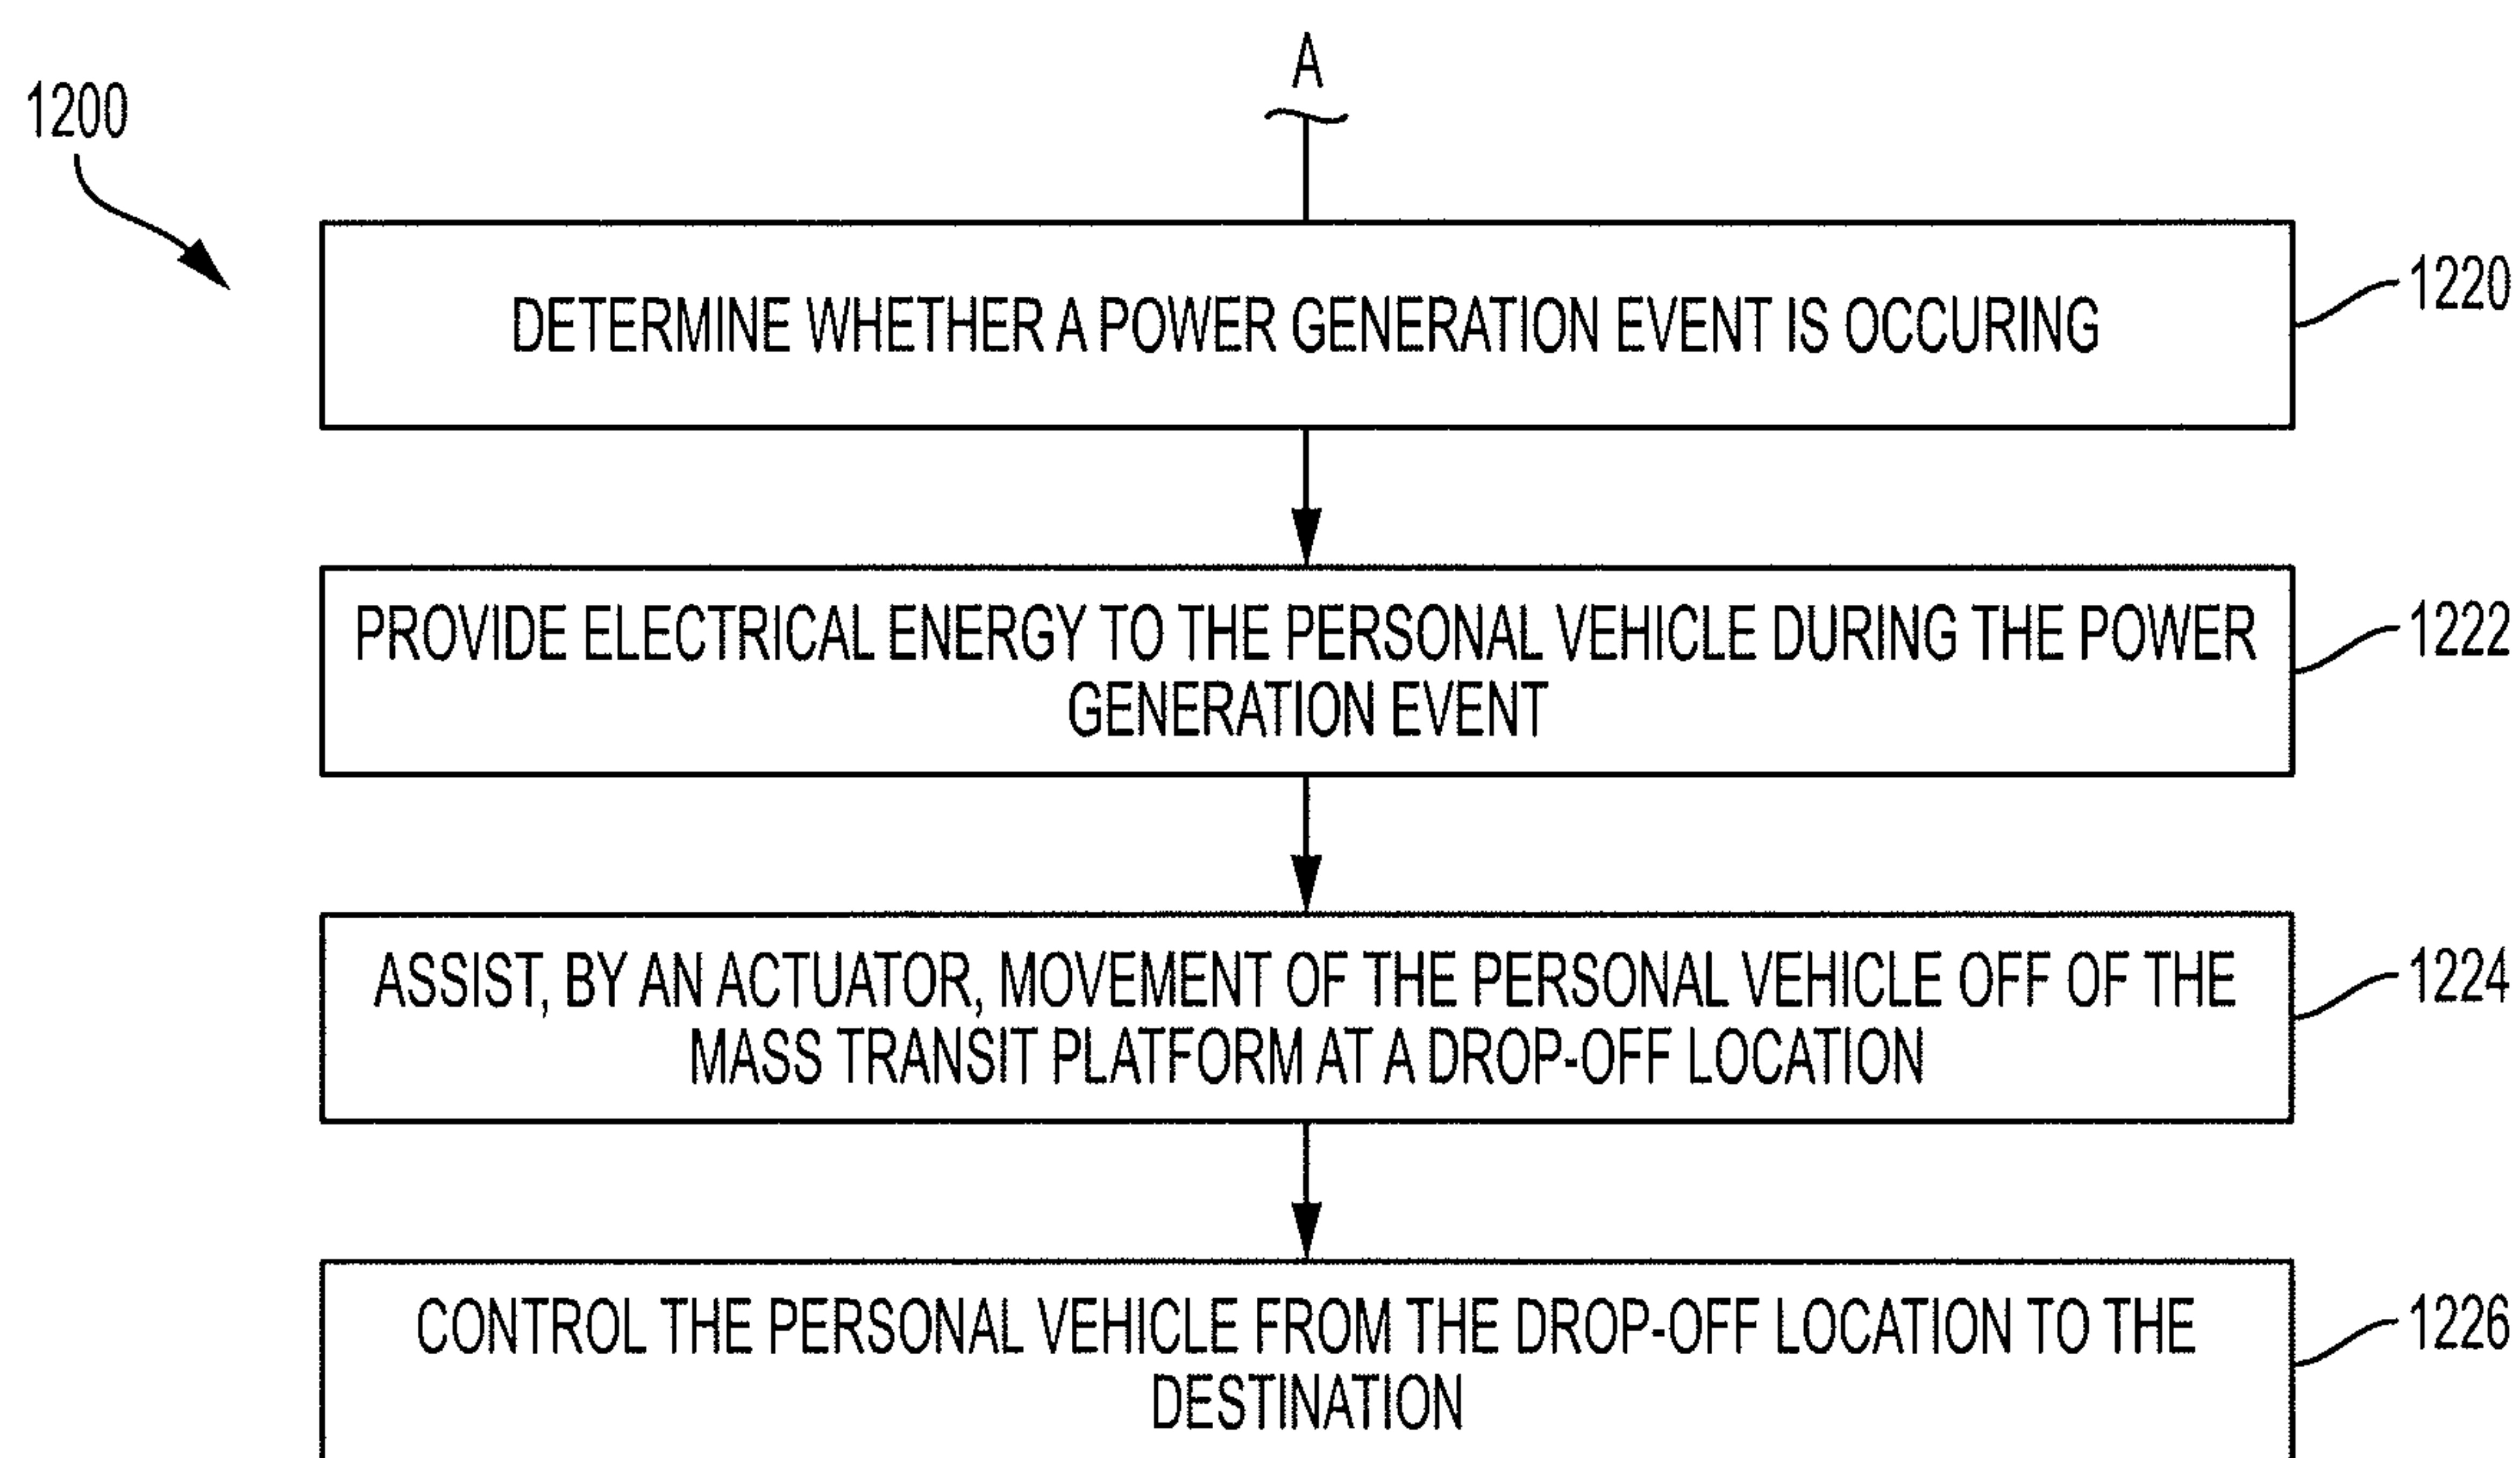 A
1200
DETERMINE WHETHER A POWER GENERATION EVENT IS OCCURING
1220
PROVIDE ELECTRICAL ENERGY TO THE PERSONAL VEHICLE DURING THE POWER
GENERATION EVENT
1222
ASSIST, BY AN ACTUATOR, MOVEMENT OF THE PERSONAL VEHICLE OFF OF THE
MASS TRANSIT PLATFORM AT A DROP-OFF LOCATION
1224
CONTROL THE PERSONAL VEHICLE FROM THE DROP-OFF LOCATION TO THE
DESTINATION
1226